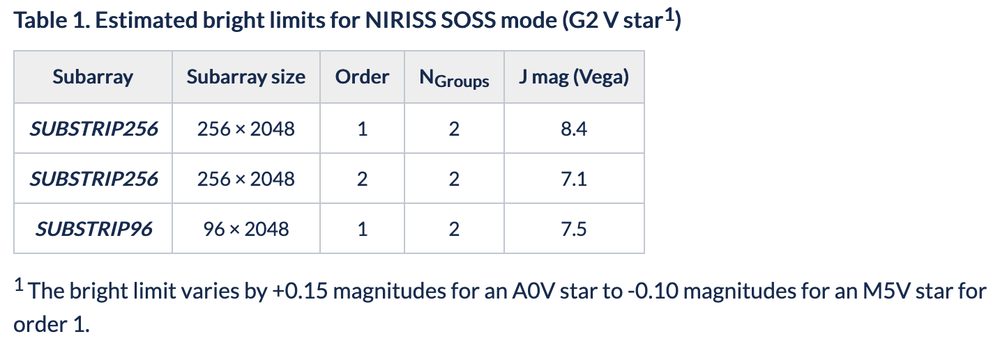 Table 1. Estimated bright limits for NIRISS SOSS mode (G2 V star1)
Subarray Subarray size Order NGroups J mag (Vega)
SUBSTRIP256 256 × 2048 1 2 8.4
SUBSTRIP256 256 × 2048 2 2 7.1
SUBSTRIP96 96 × 2048 1 2 7.5
1 The bright limit varies by +0.15 magnitudes for an A0V star to -0.10 magnitudes for an M5V star for
order 1.